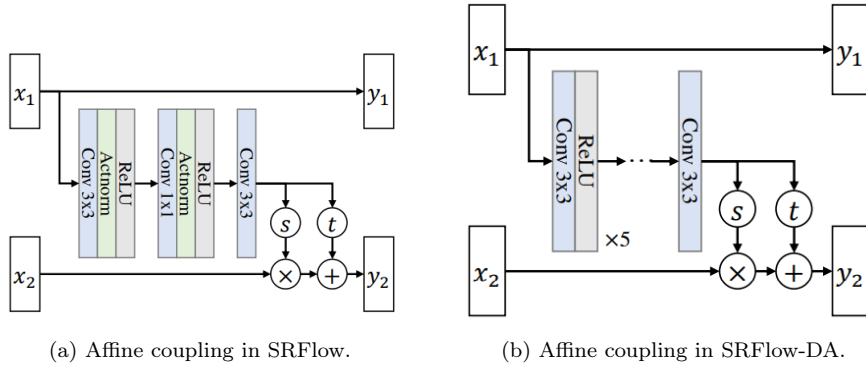 x₁
y₁
Conv 3x3
Actnorm
ReLU
Conv 1x1
Actnorm
ReLU
Conv 3x3
s
t
x₂
×
+
y₂
(a) Affine coupling in SRFlow.
x₁
y₁
Conv 3x3
ReLU
×5
···
Conv 3x3
s
t
x₂
×
+
y₂
(b) Affine coupling in SRFlow-DA.